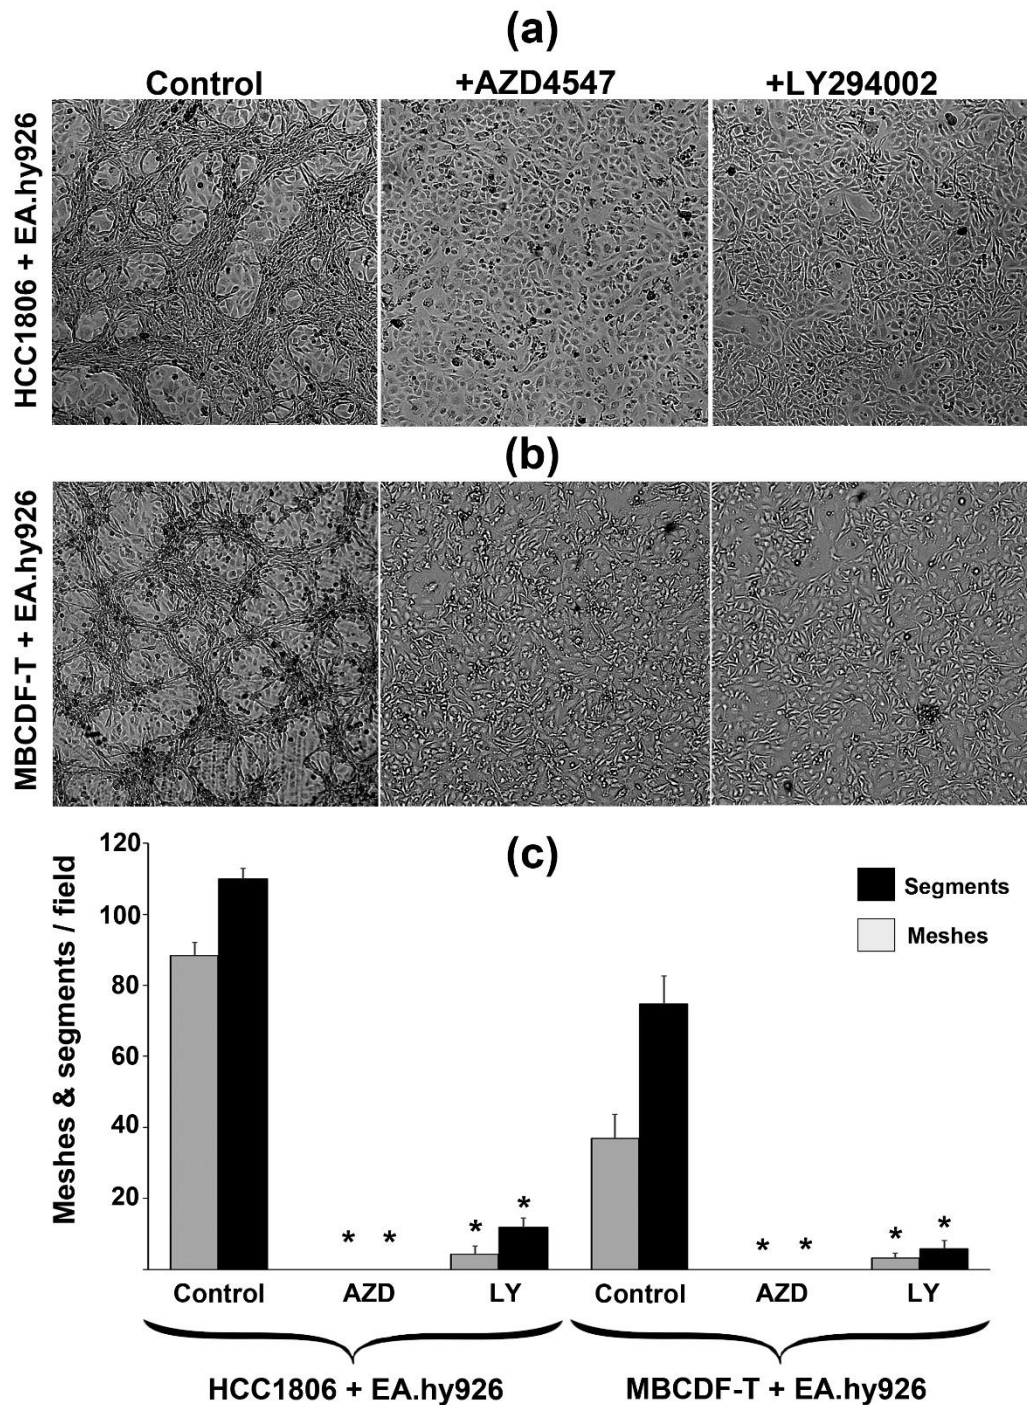 (a)
Control
+AZD4547
+LY294002
HCC1806 + EA.hy926
(b)
MBCDF-T + EA.hy926
(c)
Meshes & segments / field
120
100
80
60
40
20
Segments
Meshes
* * * * * * * *
Control AZD LY Control AZD LY
HCC1806 + EA.hy926 MBCDF-T + EA.hy926